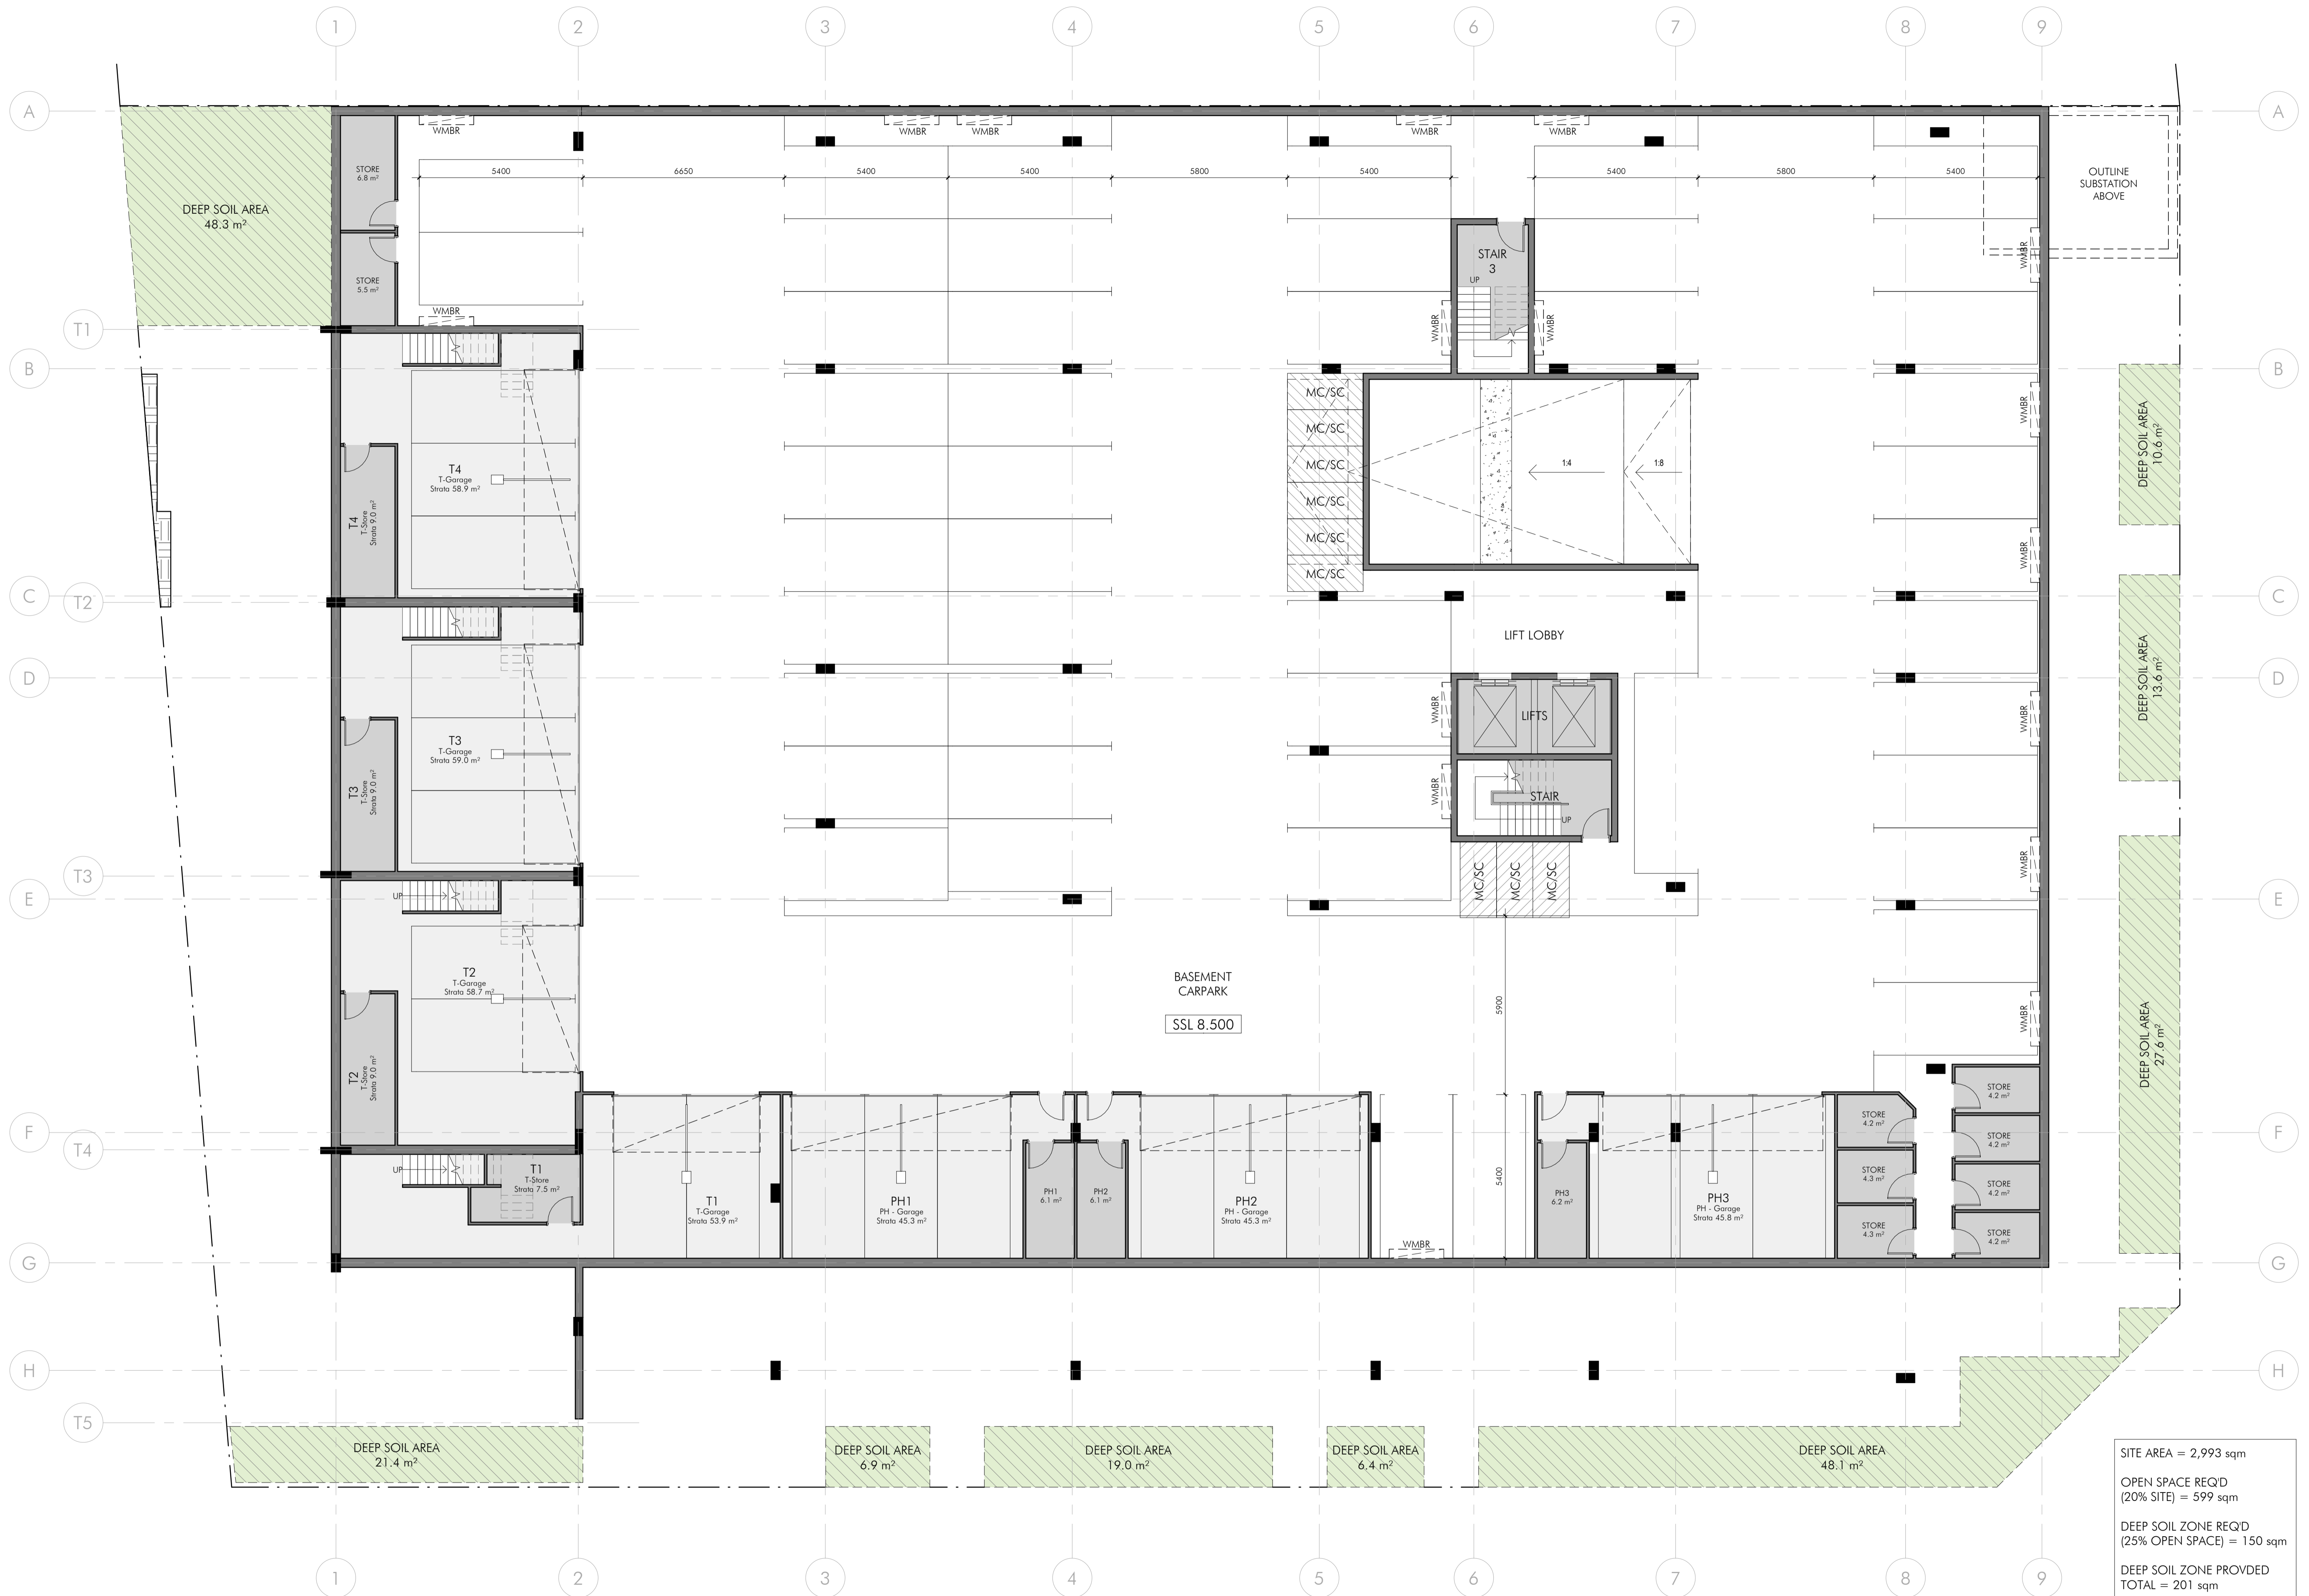 1
2
3
4
5
6
7
8
9
A
A
WMBR
WMBR
WMBR
WMBR
WMBR
STORE
6.8 m²
5400
6650
5400
5400
5800
5400
5400
5800
5400
OUTLINE
SUBSTATION
ABOVE
DEEP SOIL AREA
48.3 m²
STAIR
3
UP
WMBR
STORE
5.5 m²
WMBR
WMBR
WMBR
T1
B
B
MC/SC
MC/SC
MC/SC
MC/SC
MC/SC
MC/SC
1:4
1:8
WMBR
DEEP SOIL AREA
10.6 m²
T4
T-Garage
Strata 58.9 m²
T4
T-Store
Strata 9.0 m²
WMBR
C
T2
C
LIFT LOBBY
DEEP SOIL AREA
13.6 m²
D
D
WMBR
LIFTS
WMBR
T3
T-Garage
Strata 59.0 m²
T3
T-Store
Strata 9.0 m²
WMBR
STAIR
UP
T3
E
UP
MC/SC
MC/SC
MC/SC
WMBR
E
T2
T-Garage
Strata 58.7 m²
BASEMENT
CARPARK
SSL 8.500
5900
WMBR
DEEP SOIL AREA
27.6 m²
T2
T-Store
Strata 9.0 m²
STORE
4.2 m²
STORE
4.2 m²
STORE
4.2 m²
F
F
T4
UP
T1
T-Store
Strata 7.5 m²
T1
T-Garage
Strata 53.9 m²
PH1
PH - Garage
Strata 45.3 m²
PH1
6.1 m²
PH2
6.1 m²
PH2
PH - Garage
Strata 45.3 m²
5400
PH3
6.2 m²
PH3
PH - Garage
Strata 45.8 m²
STORE
4.3 m²
STORE
4.2 m²
STORE
4.3 m²
STORE
4.2 m²
WMBR
G
G
H
H
T5
DEEP SOIL AREA
21.4 m²
DEEP SOIL AREA
6.9 m²
DEEP SOIL AREA
19.0 m²
DEEP SOIL AREA
6.4 m²
DEEP SOIL AREA
48.1 m²
SITE AREA = 2,993 sqm
OPEN SPACE REQ'D
(20% SITE) = 599 sqm
DEEP SOIL ZONE REQ'D
(25% OPEN SPACE) = 150 sqm
DEEP SOIL ZONE PROVDED
TOTAL = 201 sqm
1
2
3
4
5
6
7
8
9